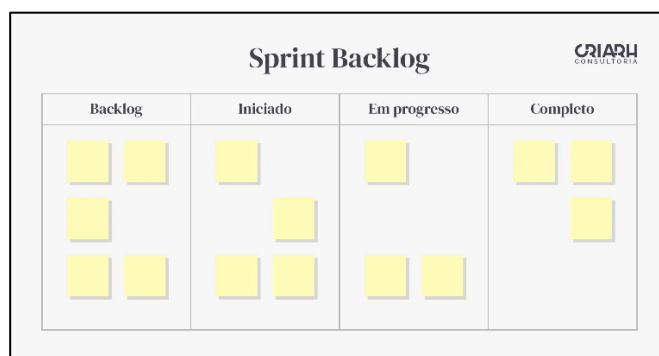 Sprint Backlog
CRIARH
CONSULTORIA
Backlog
Iniciado
Em progresso
Completo